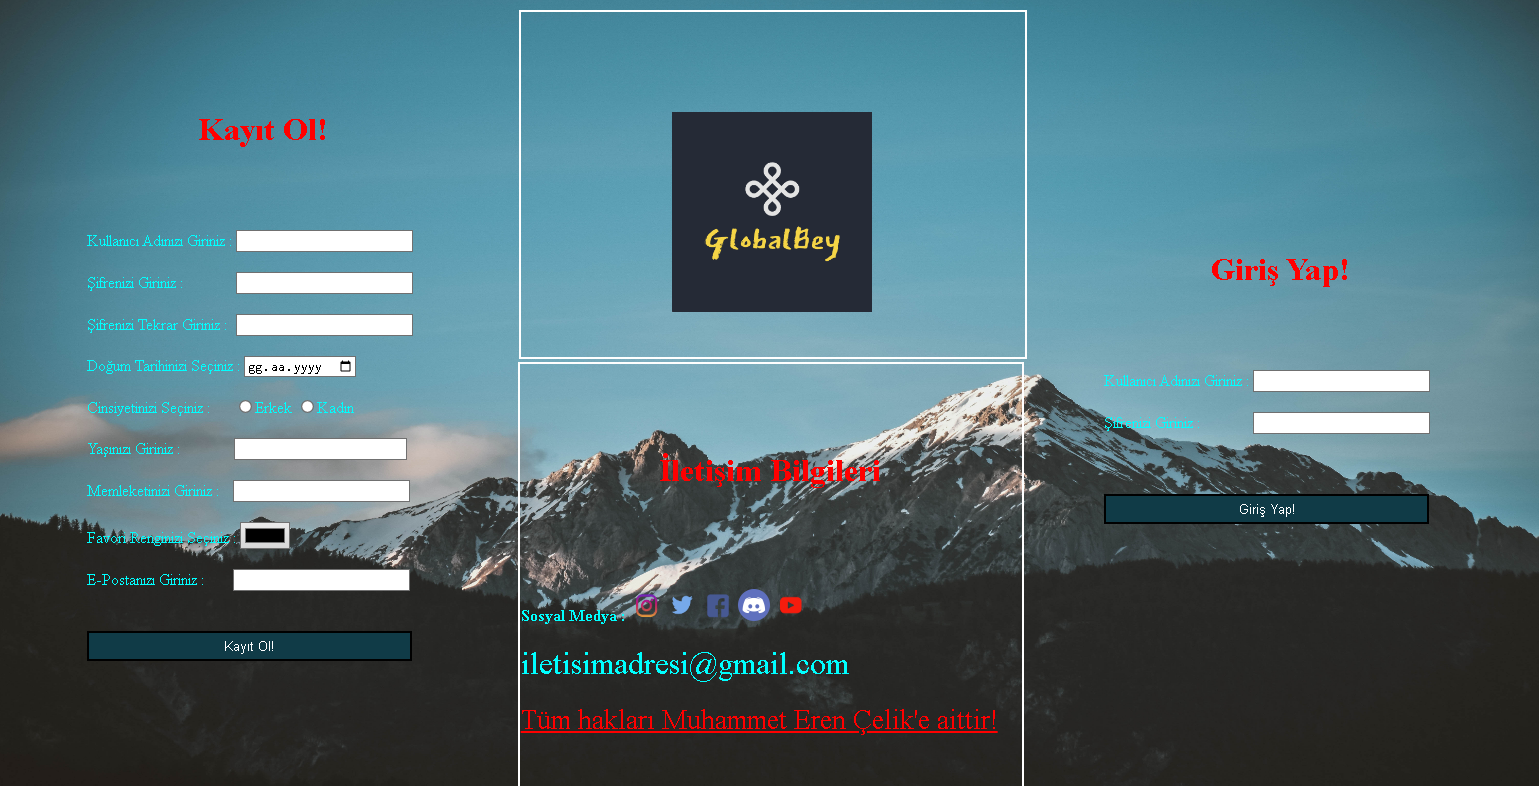 Kayıt Ol!
Kullanıcı Adınızı Giriniz :
Şifrenizi Giriniz :
Şifrenizi Tekrar Giriniz :
Doğum Tarihinizi Seçiniz :
gg.aa.yyyy
Cinsiyetinizi Seçiniz :
Erkek
Kadın
Yaşınızı Giriniz :
Memleketinizi Giriniz :
Favori Renginizi Seçiniz :
E-Postanızı Giriniz :
Kayıt Ol!
GlobalBey
İletişim Bilgileri
Sosyal Medya :
iletisimadresi@gmail.com
Tüm hakları Muhammet Eren Çelik'e aittir!
Giriş Yap!
Kullanıcı Adınızı Giriniz :
Şifrenizi Giriniz :
Giriş Yap!